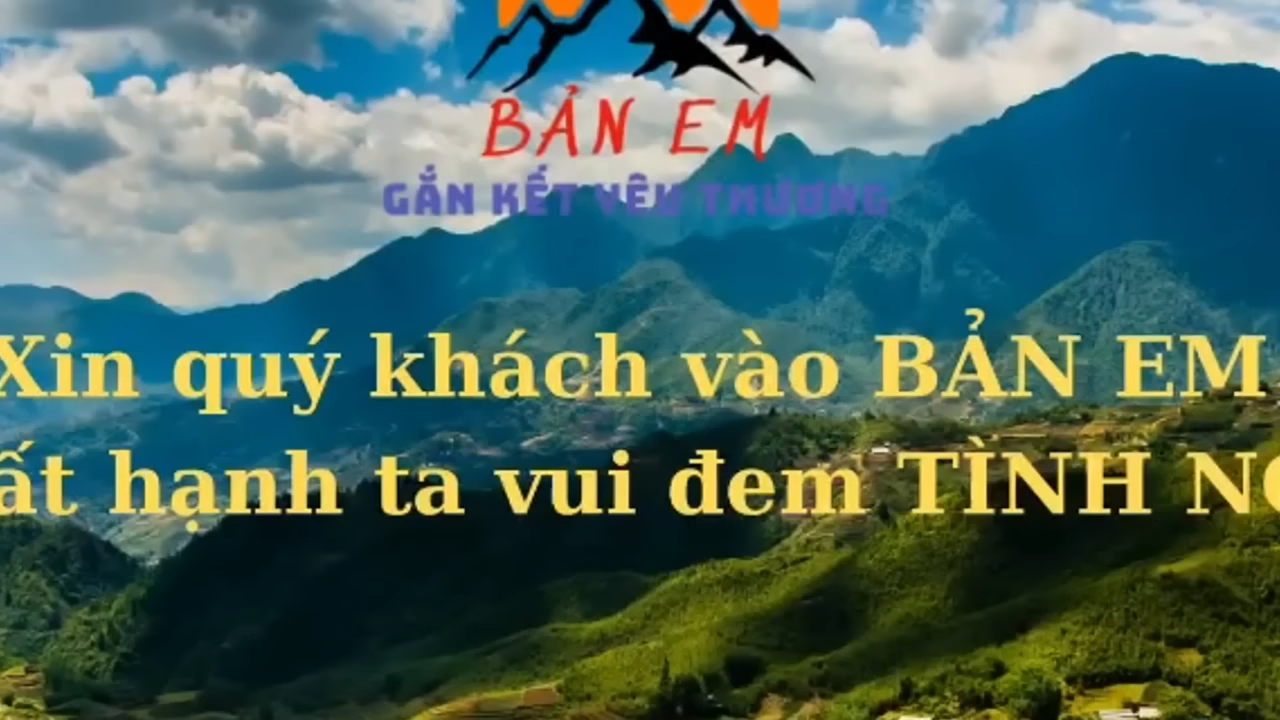 BẢN EM
GẮN KẾT YÊU THƯƠNG
Xin quý khách vào BẢN EM
hạnh ta vui đem TÌNH